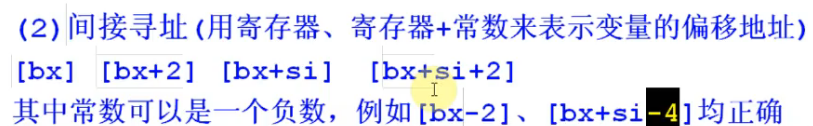 (2)间接寻址(用寄存器、寄存器+常数来表示变量的偏移地址)
[bx] [bx+2] [bx+si] [bx+si+2]
其中常数可以是一个负数，例如[bx-2]、[bx+si-4]均正确